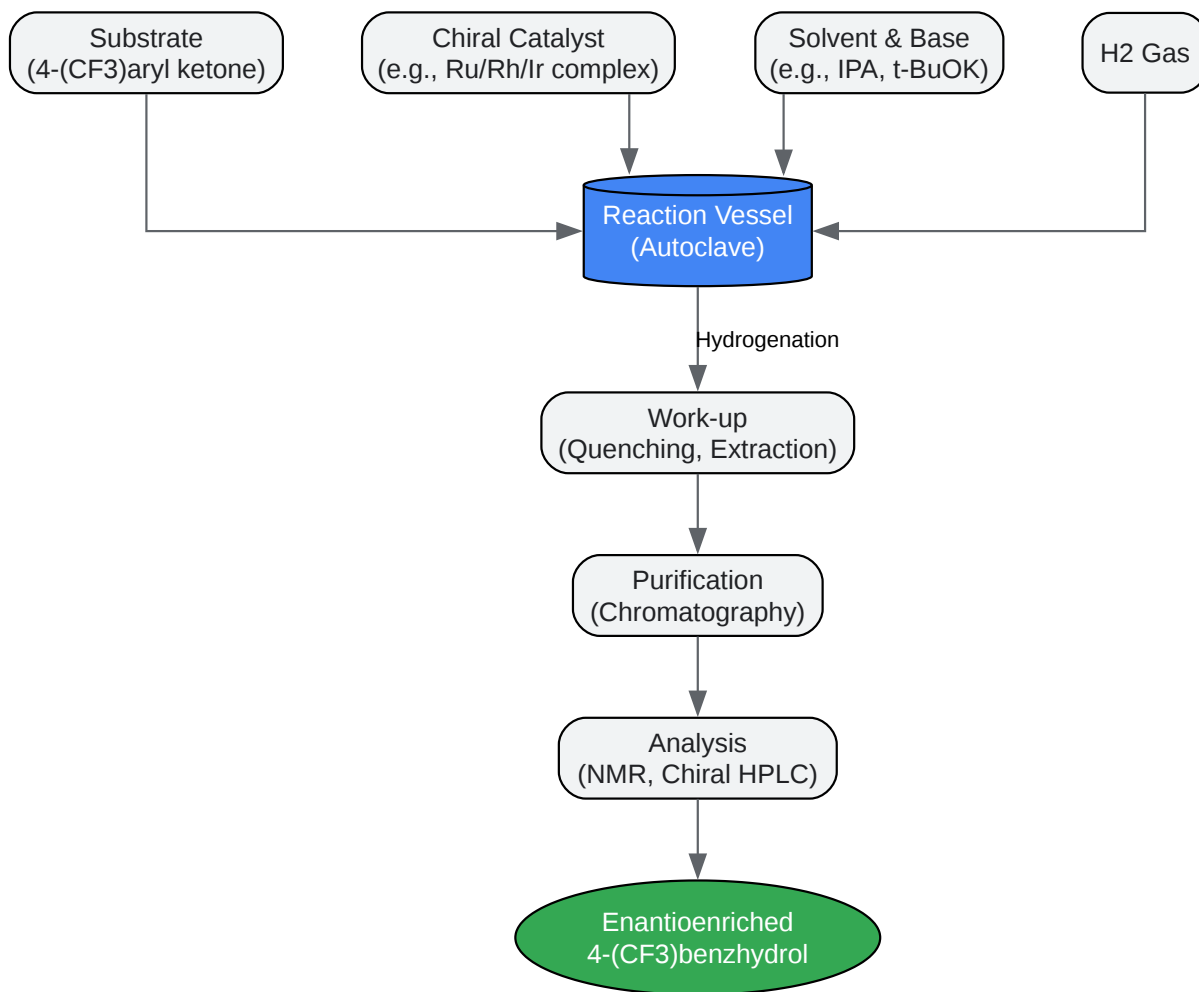 Substrate
(4-(CF3)aryl ketone)
Chiral Catalyst
(e.g., Ru/Rh/Ir complex)
Solvent & Base
(e.g., IPA, t-BuOK)
H2 Gas
Reaction Vessel
(Autoclave)
Hydrogenation
Work-up
(Quenching, Extraction)
Purification
(Chromatography)
Analysis
(NMR, Chiral HPLC)
Enantioenriched
4-(CF3)benzhydrol